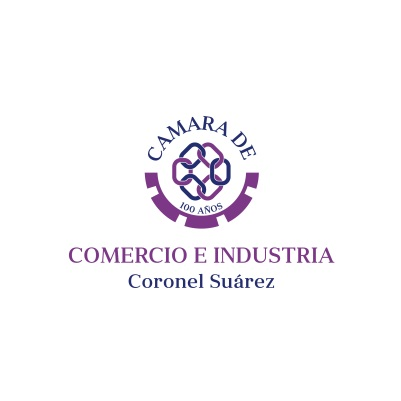 CAMARA DE
100 AÑOS
COMERCIO E INDUSTRIA
Coronel Suárez